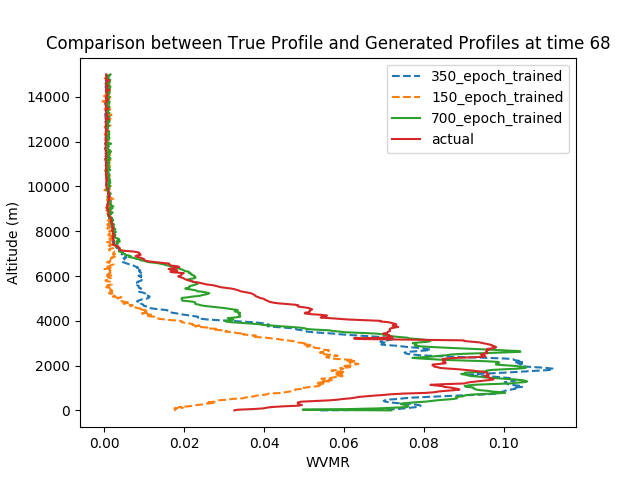 Comparison between True Profile and Generated Profiles at time 68
350_epoch_trained
150_epoch_trained
700_epoch_trained
actual
Altitude (m)
14000
12000
10000
8000
6000
4000
2000
0
0.00 0.02 0.04 0.06 0.08 0.10
WVMR